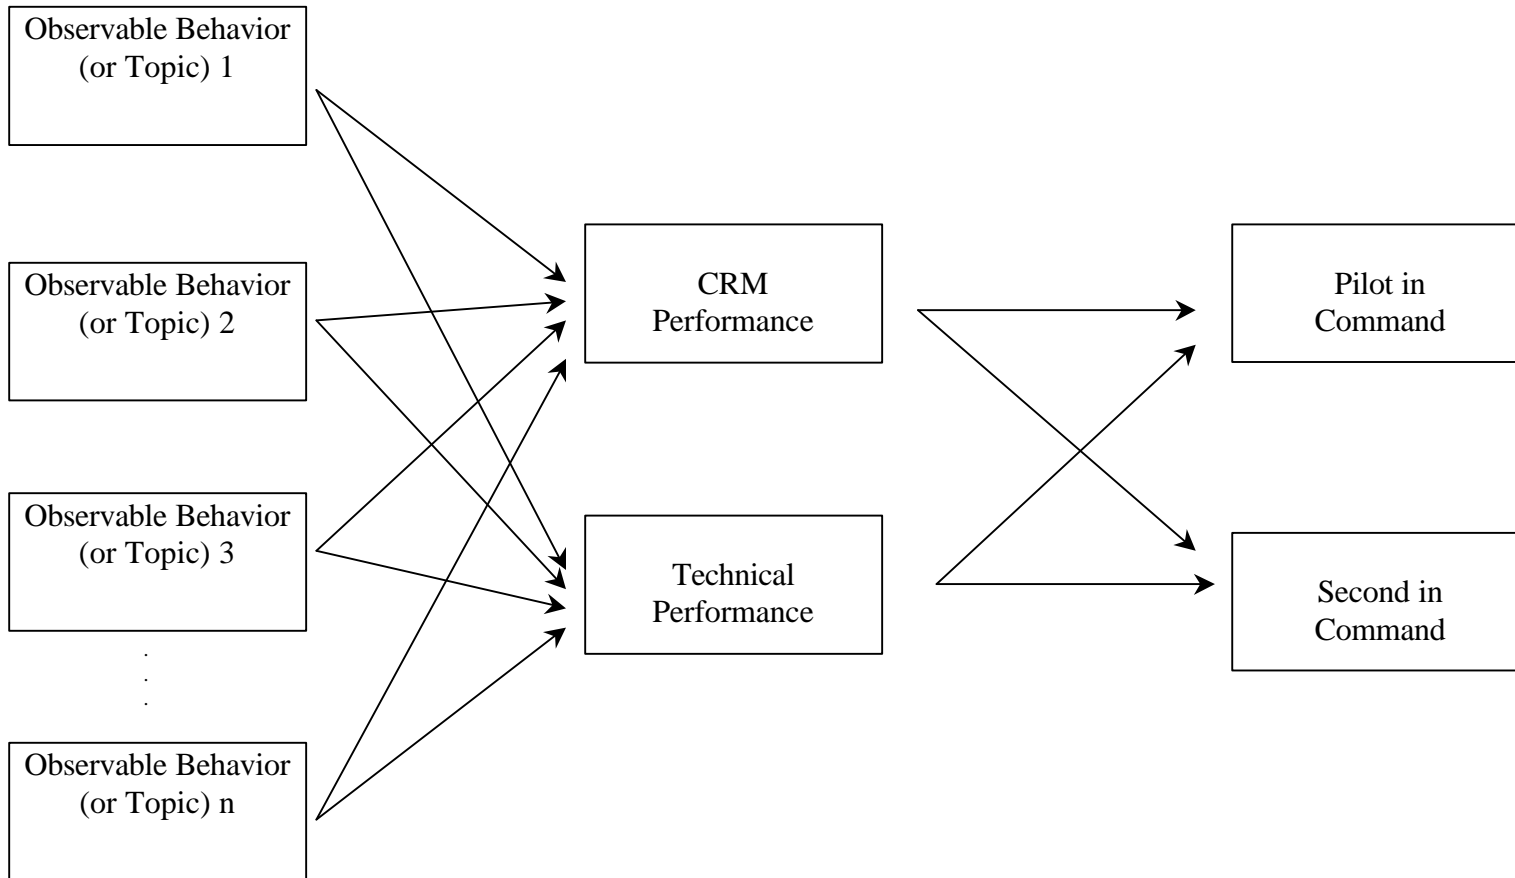 Observable Behavior
(or Topic) 1
Observable Behavior
(or Topic) 2
Observable Behavior
(or Topic) 3
.
.
.
Observable Behavior
(or Topic) n
CRM
Performance
Technical
Performance
Pilot in
Command
Second in
Command